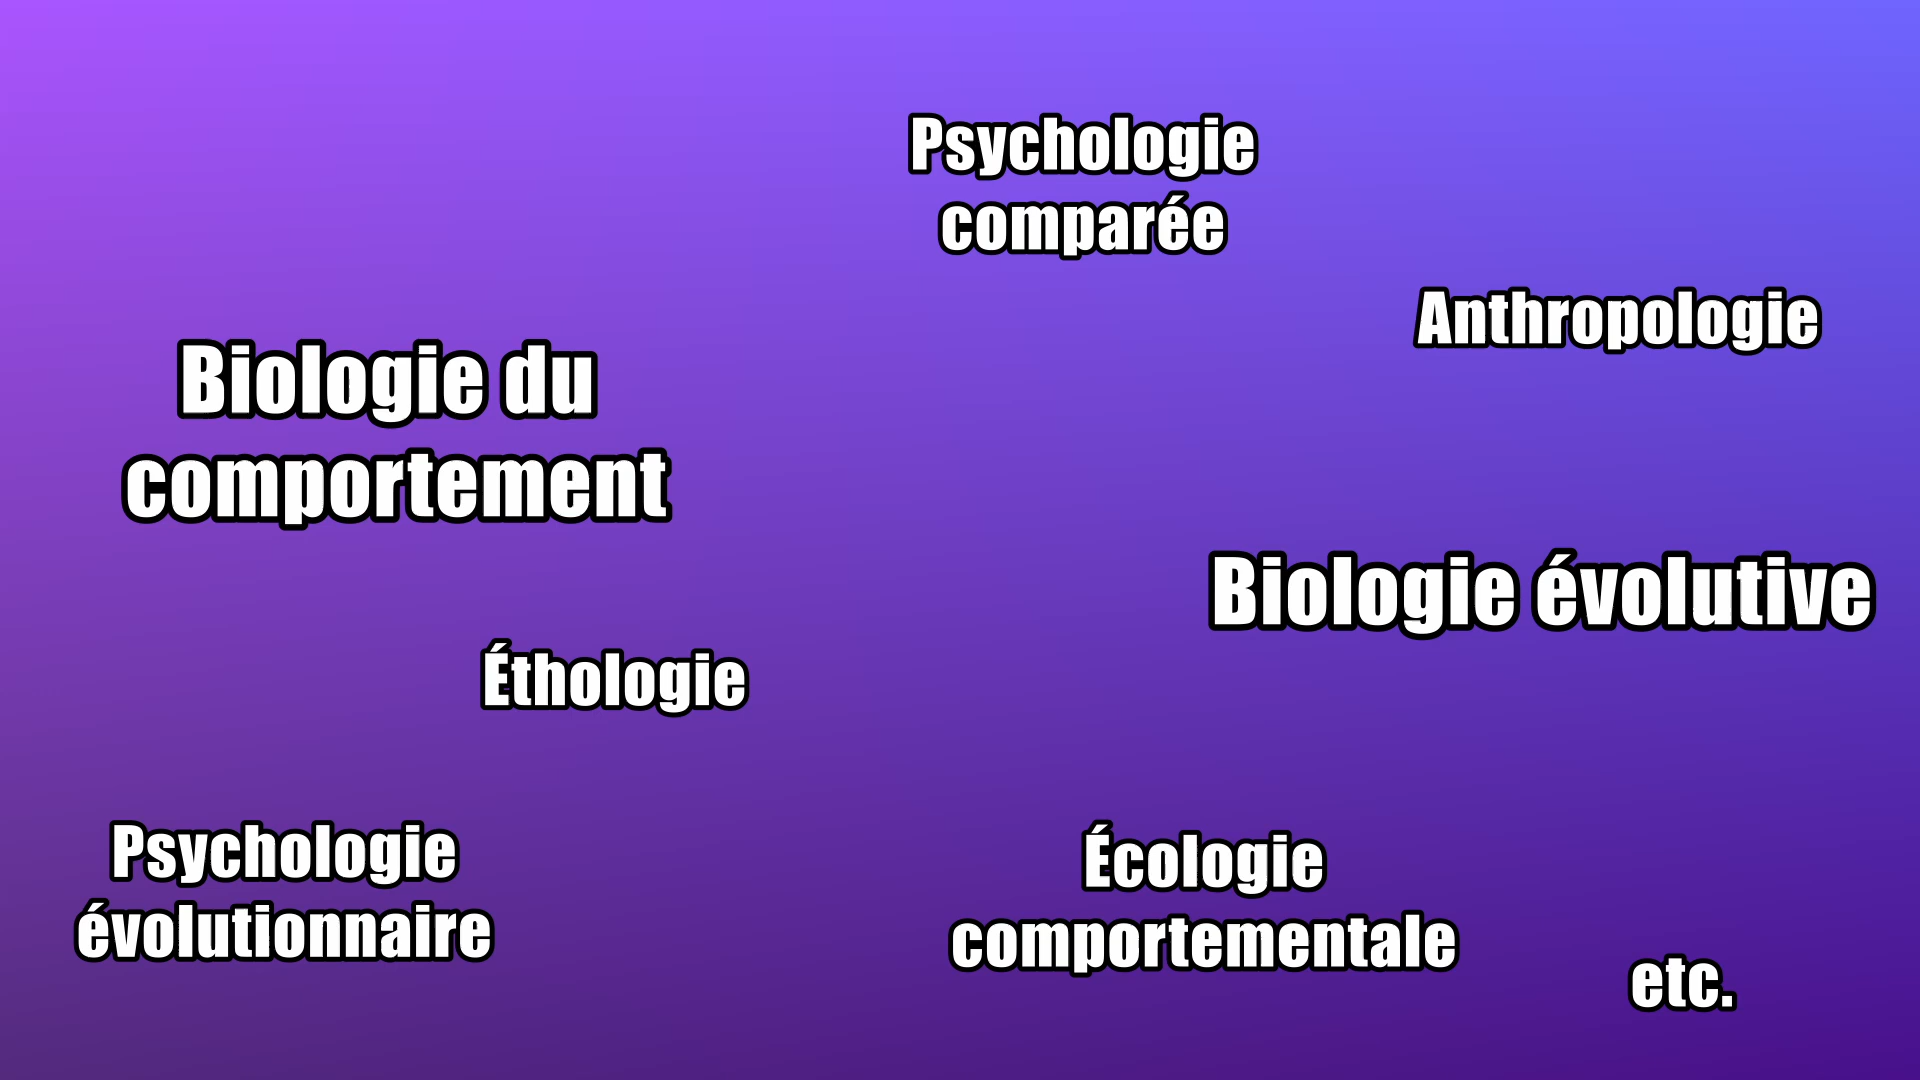 Psychologie
comparée
Anthropologie
Biologie du
comportement
Biologie évolutive
Éthologie
Psychologie
évolutionnaire
Écologie
comportementale
etc.